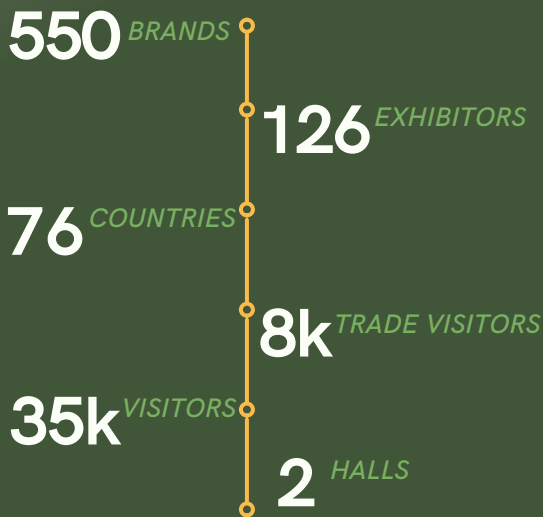 550 BRANDS
126 EXHIBITORS
76 COUNTRIES
8k TRADE VISITORS
35k VISITORS
2 HALLS